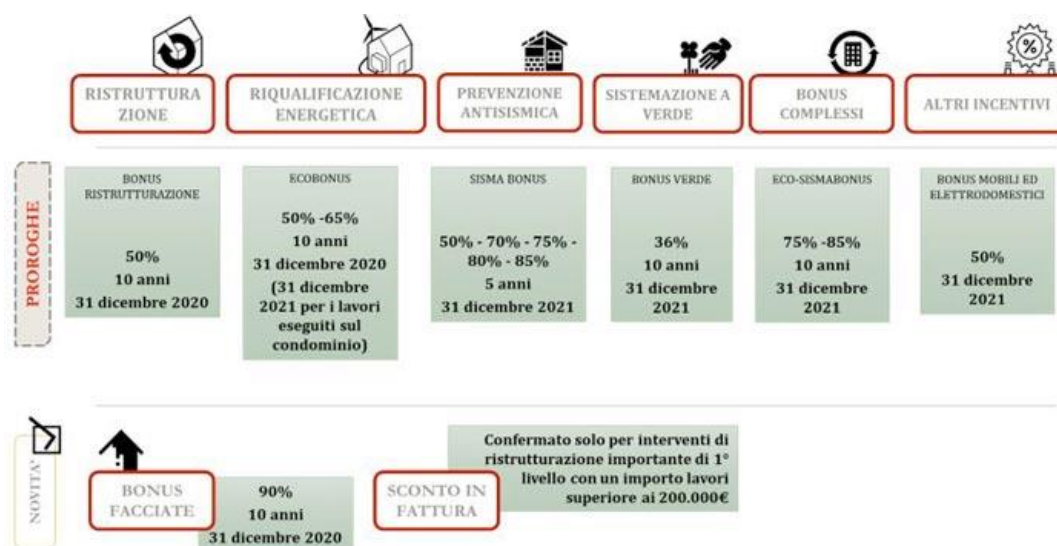 RISTRUTTURA
ZIONE
RIQUALIFICAZIONE
ENERGETICA
PREVENZIONE
ANTISISMICA
SISTEMAZIONE A
VERDE
BONUS
COMPLESSI
%
ALTRI INCENTIVI
PROROGHE
BONUS
RISTRUTTURAZIONE
50%
10 anni
31 dicembre 2020
ECOBONUS
50% -65%
10 anni
31 dicembre 2020
(31 dicembre
2021 per i lavori
eseguiti sul
condominio)
SISMA BONUS
50% - 70% - 75% -
80% - 85%
5 anni
31 dicembre 2021
BONUS VERDE
36%
10 anni
31 dicembre
2021
ECO-SISMABONUS
75% -85%
10 anni
31 dicembre
2021
BONUS MOBILI ED
ELETTRODOMESTICI
50%
31 dicembre
2021
NOVITA'
BONUS
FACCIATE
90%
10 anni
31 dicembre 2020
SCONTO IN
FATTURA
Confermato solo per interventi di
ristrutturazione importante di 1°
livello con un importo lavori
superiore ai 200.000€